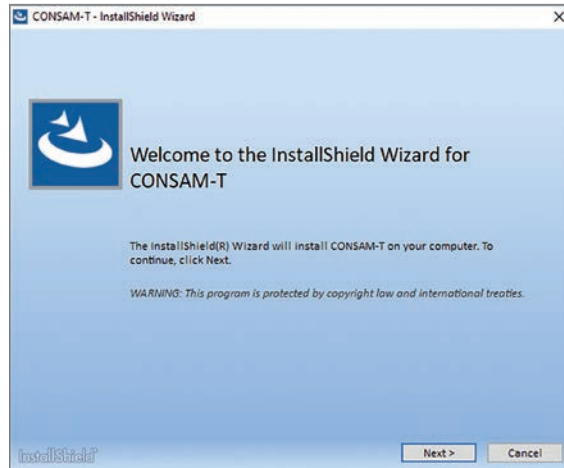 CONSAM-T - InstallShield Wizard
Welcome to the InstallShield Wizard for
CONSAM-T
The InstallShield(R) Wizard will install CONSAM-T on your computer. To
continue, click Next.
WARNING: This program is protected by copyright law and international treaties.
InstallShield
Next >
Cancel